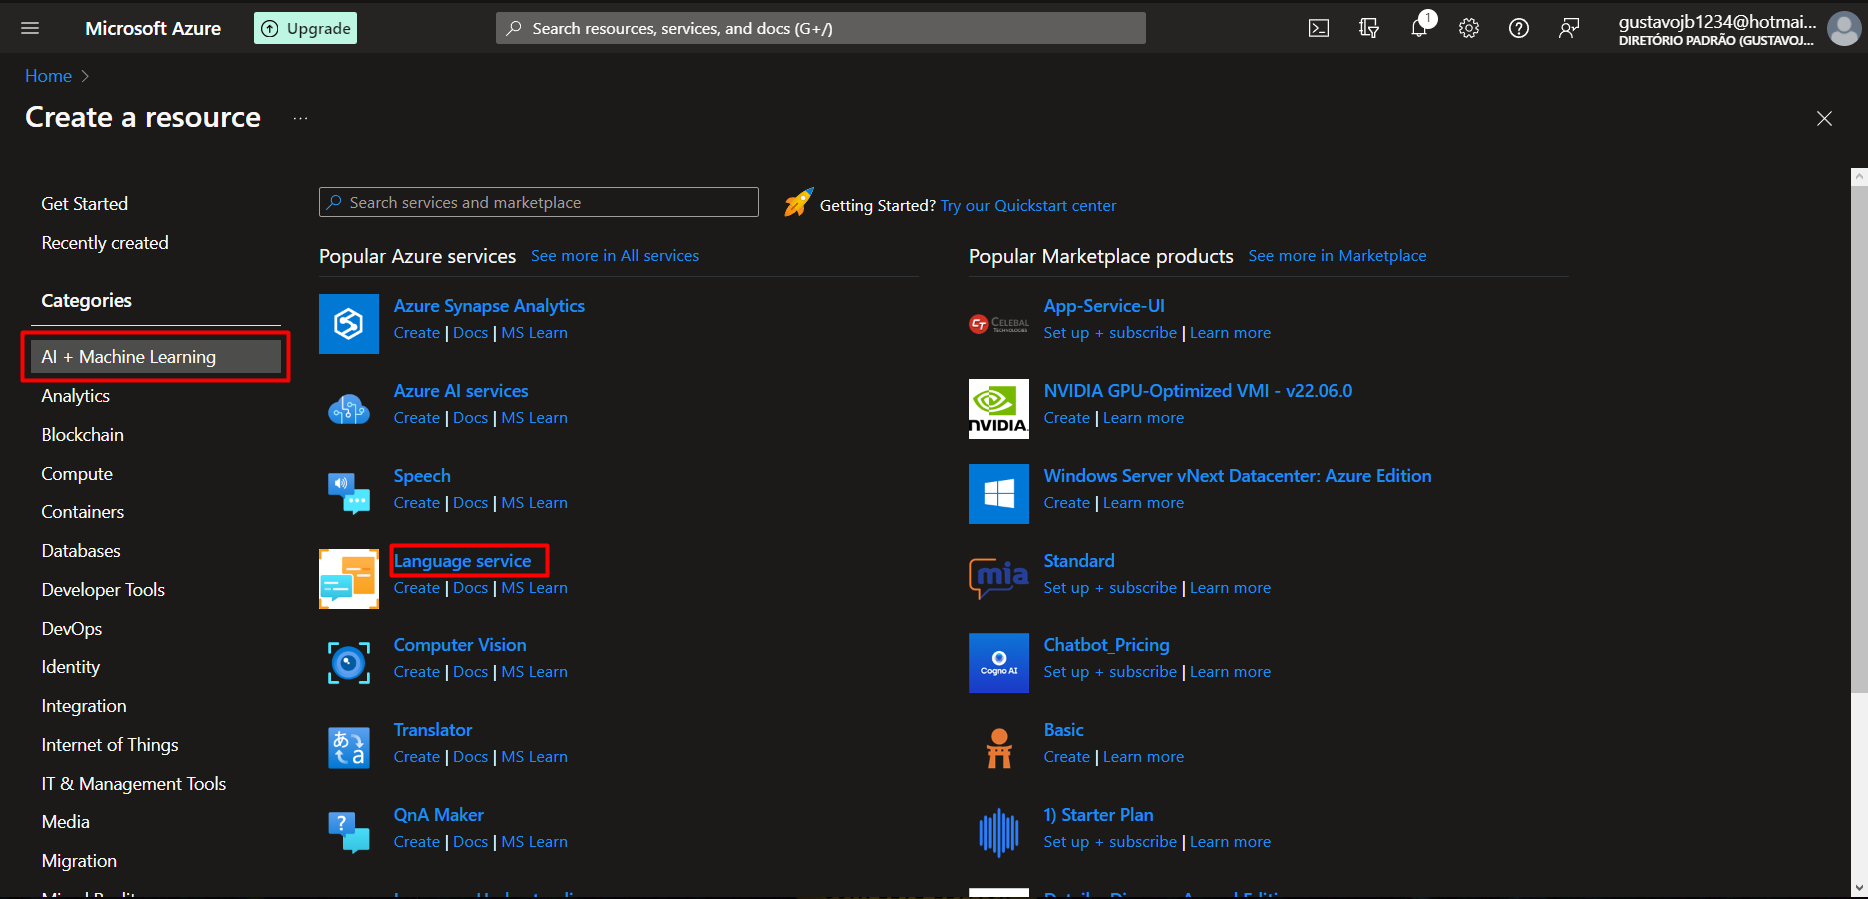 Microsoft Azure
Upgrade
Search resources, services, and docs (G+/)
1
gustavojb1234@hotmai...
DIRETÓRIO PADRÃO (GUSTAVOJ...
Home
Create a resource
...
Get Started
Recently created
Categories
AI + Machine Learning
Analytics
Blockchain
Compute
Containers
Databases
Developer Tools
DevOps
Identity
Integration
Internet of Things
IT & Management Tools
Media
Migration
Search services and marketplace
Getting Started? Try our Quickstart center
Popular Azure services See more in All services
Azure Synapse Analytics
Create | Docs | MS Learn
Azure AI services
Create | Docs | MS Learn
Speech
Create | Docs | MS Learn
Language service
Create | Docs | MS Learn
Computer Vision
Create | Docs | MS Learn
Translator
あ a
Create | Docs | MS Learn
QnA Maker
?
Create | Docs | MS Learn
Popular Marketplace products See more in Marketplace
CT CELEBAL
TECHNOLOGIES
App-Service-UI
Set up + subscribe | Learn more
NVIDIA.
NVIDIA GPU-Optimized VMI - v22.06.0
Create | Learn more
Windows Server vNext Datacenter: Azure Edition
Create | Learn more
mia
Standard
Set up + subscribe | Learn more
Cogno AI
Chatbot_Pricing
Set up + subscribe | Learn more
Basic
Create | Learn more
1) Starter Plan
Set up + subscribe | Learn more